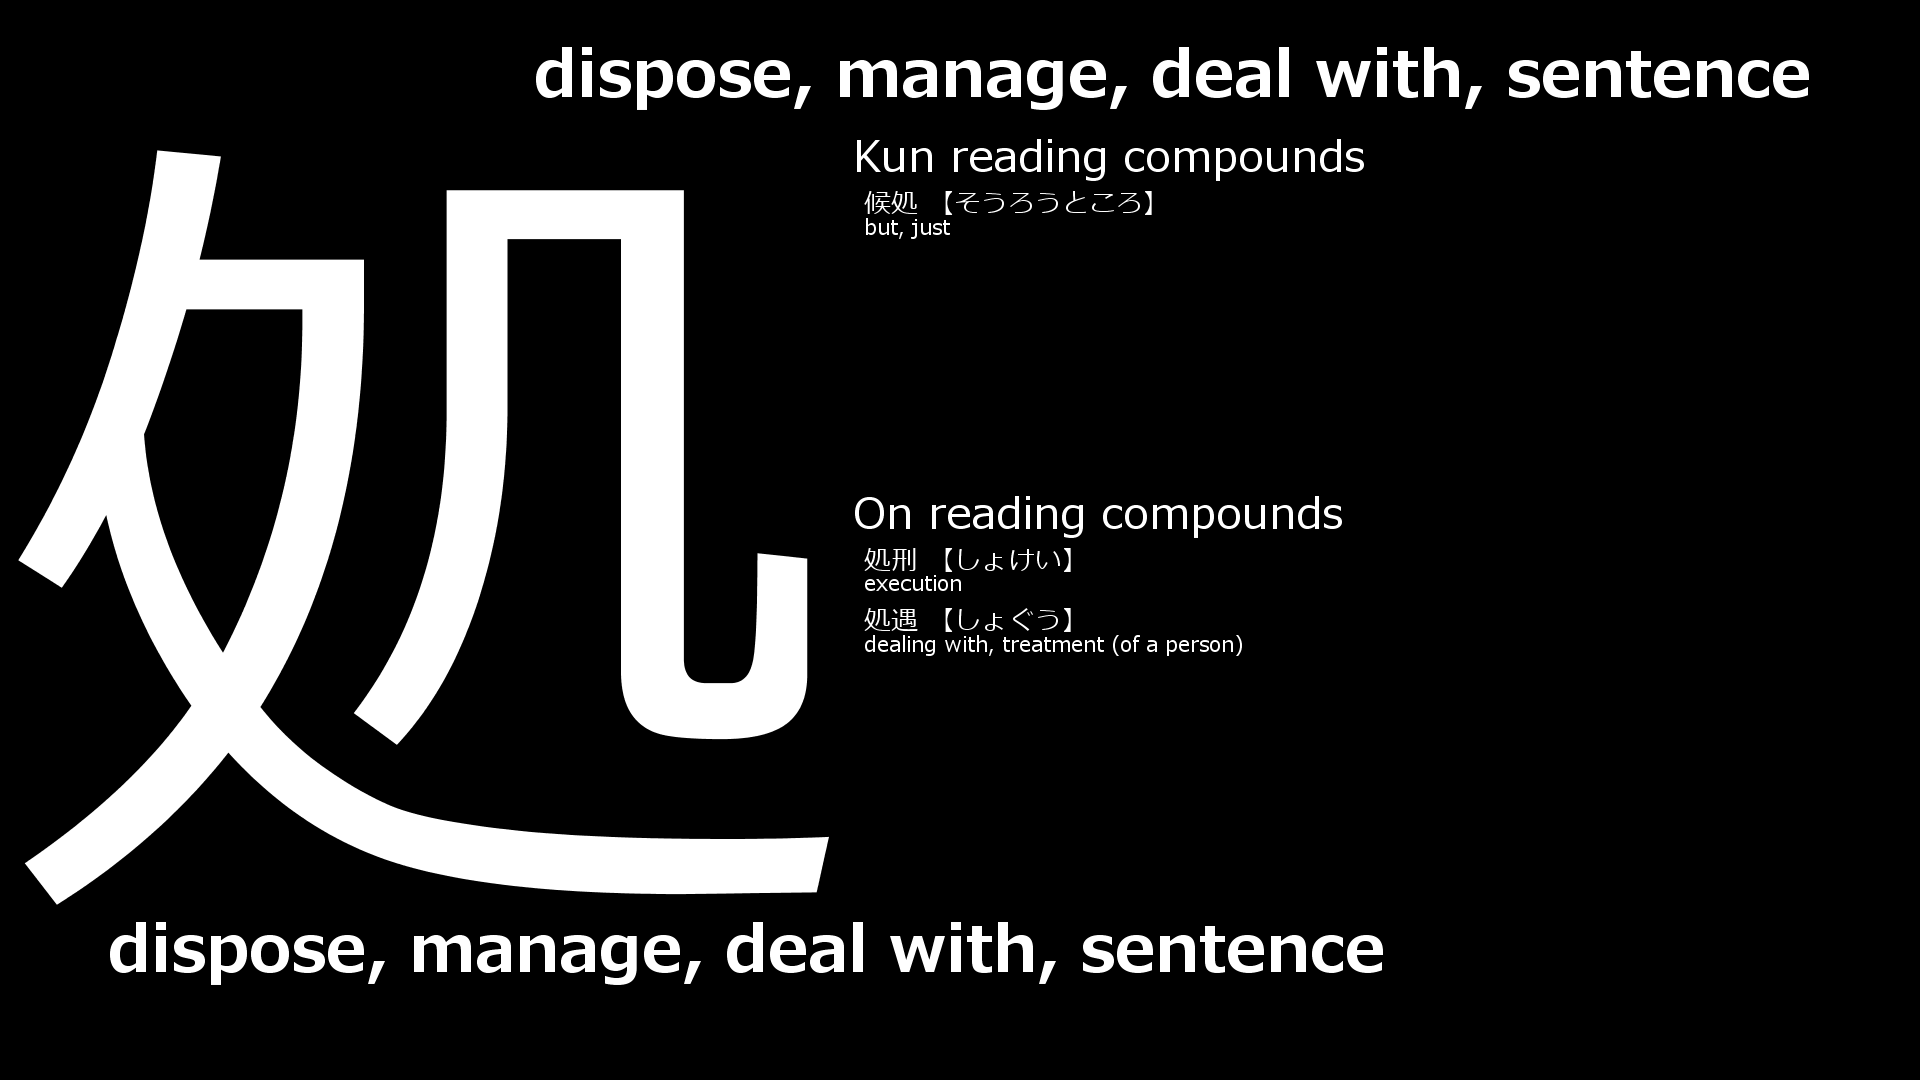 dispose, manage, deal with, sentence
処
Kun reading compounds
候処 【そうろうところ】
but, just
On reading compounds
処刑 【しょけい】
execution
処遇 【しょぐう】
dealing with, treatment (of a person)
dispose, manage, deal with, sentence